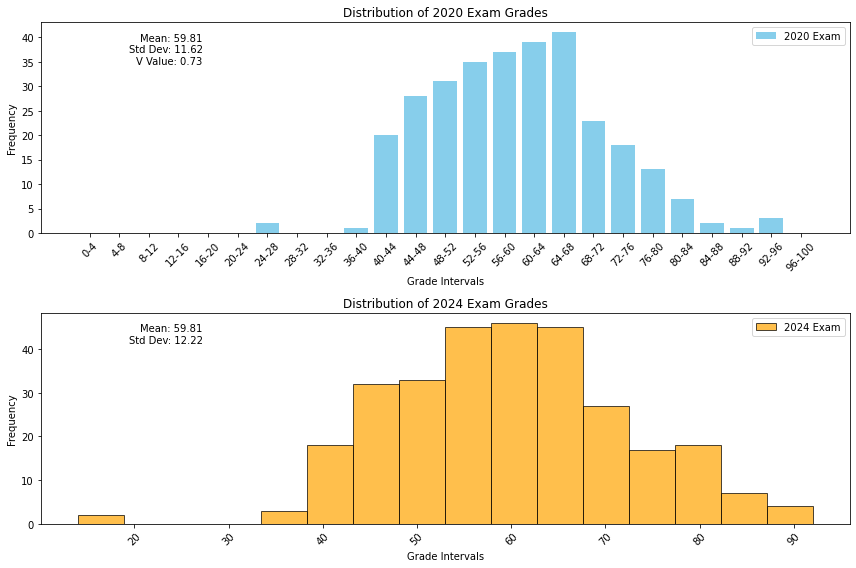 Distribution of 2020 Exam Grades
Mean: 59.81
Std Dev: 11.62
V Value: 0.73
2020 Exam
Frequency
40
35
30
25
20
15
10
5
0
0-4 4-8 8-12 12-16 16-20 20-24 24-28 28-32 32-36 36-40 40-44 44-48 48-52 52-56 56-60 60-64 64-68 68-72 72-76 76-80 80-84 84-88 88-92 92-96 96-100
Grade Intervals
Distribution of 2024 Exam Grades
Mean: 59.81
Std Dev: 12.22
2024 Exam
Frequency
40
30
20
10
0
20 30 40 50 60 70 80 90
Grade Intervals